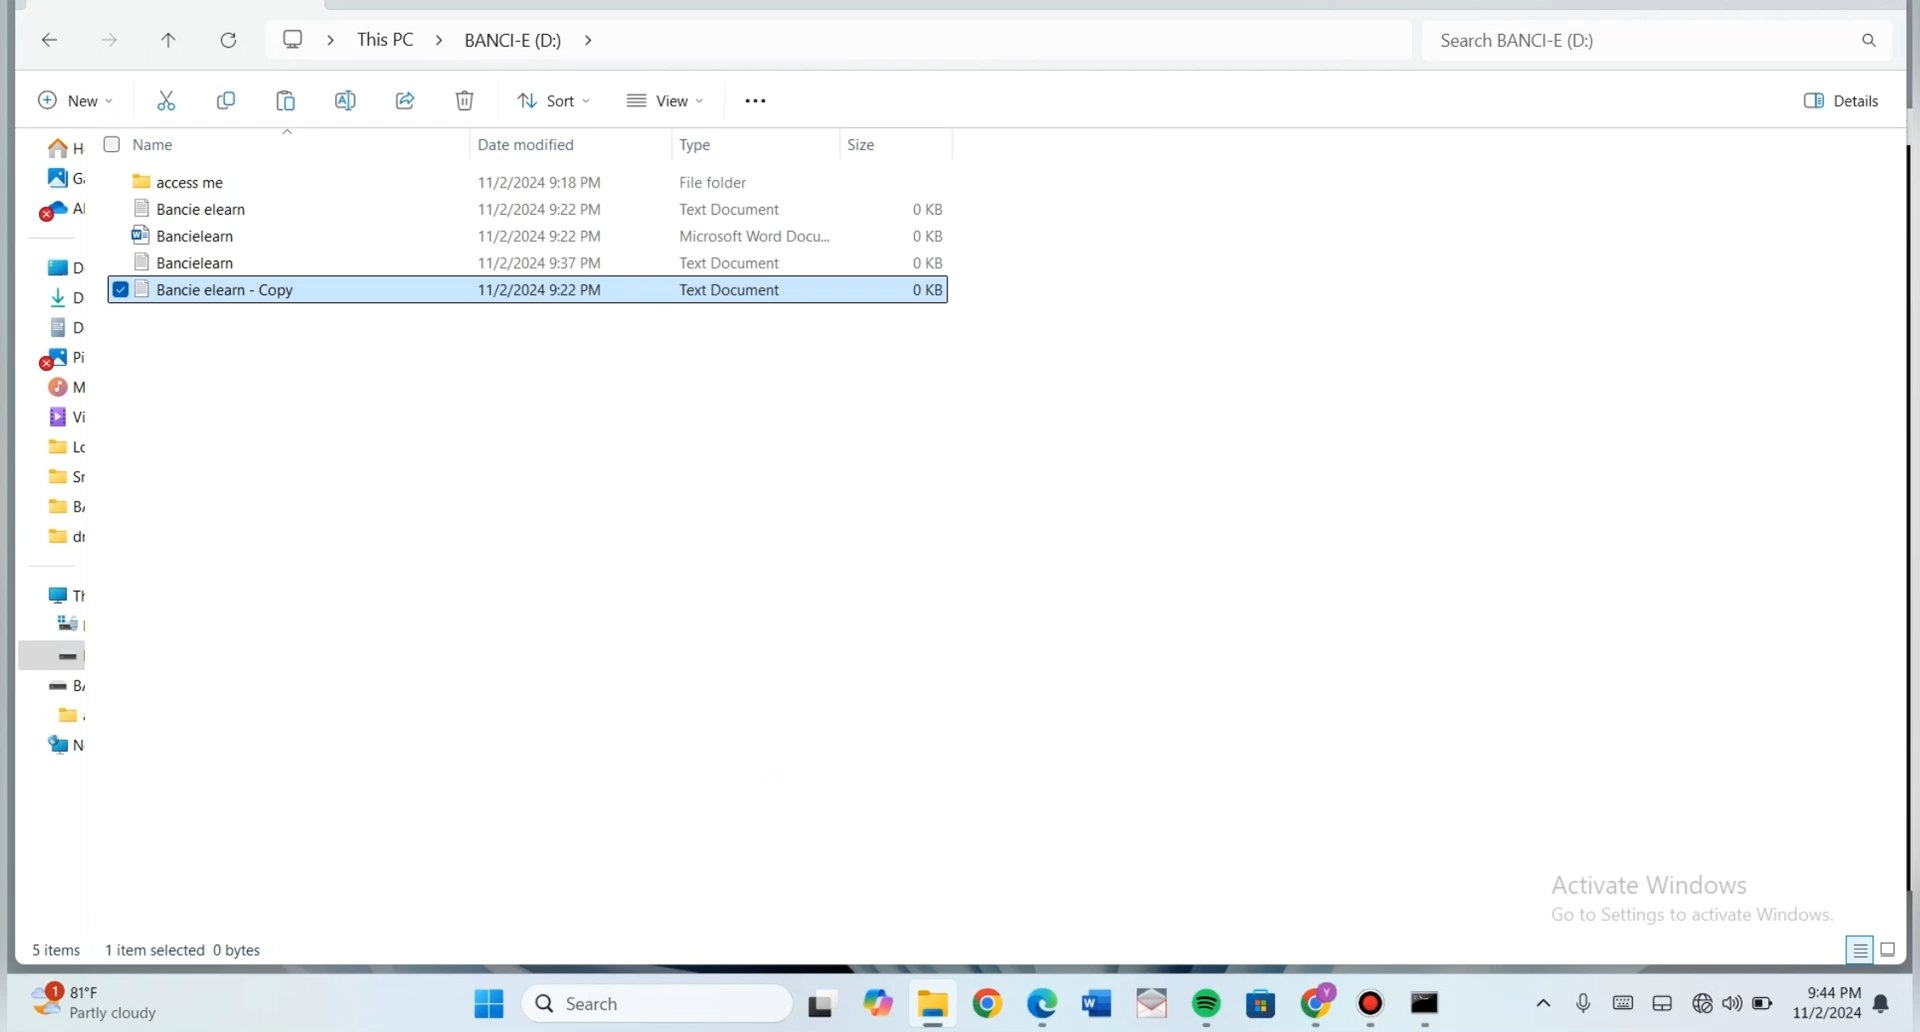 This PC > BANCI-E (D:) >
Search BANCI-E (D:)
New
Sort
View
Details
Name Date modified Type Size
access me 11/2/2024 9:18 PM File folder
Bancie elearn 11/2/2024 9:22 PM Text Document 0 KB
Bancielearn 11/2/2024 9:22 PM Microsoft Word Docu... 0 KB
Bancielearn 11/2/2024 9:37 PM Text Document 0 KB
Bancie elearn - Copy 11/2/2024 9:22 PM Text Document 0 KB
Activate Windows
Go to Settings to activate Windows.
5 items 1 item selected 0 bytes
1
81°F
Partly cloudy
Search
Y
9:44 PM
11/2/2024